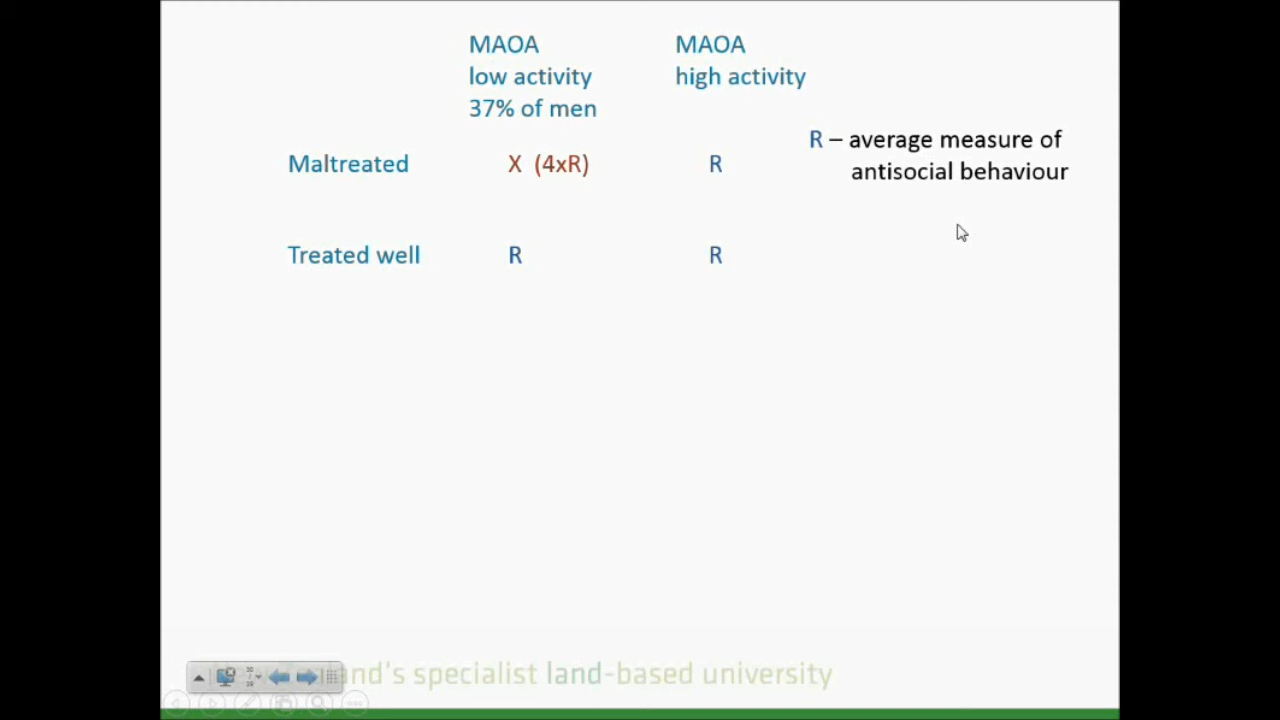 MAOA MAOA
low activity high activity
37% of men
R – average measure of
Maltreated X (4xR) R
antisocial behaviour
Treated well R R
land's specialist land-based university